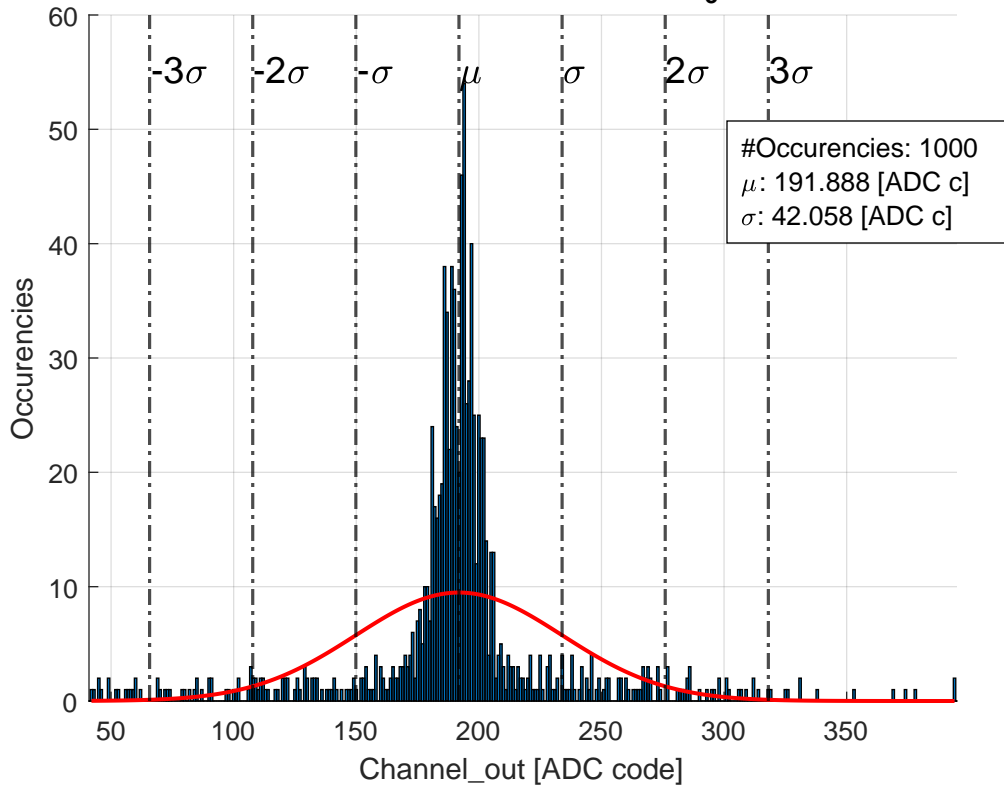 60
50
40
30
20
10
0
Occurencies
-3σ
-2σ
-σ
μ
σ
2σ
3σ
#Occurencies: 1000
μ: 191.888 [ADC c]
σ: 42.058 [ADC c]
50
100
150
200
250
300
350
Channel_out [ADC code]